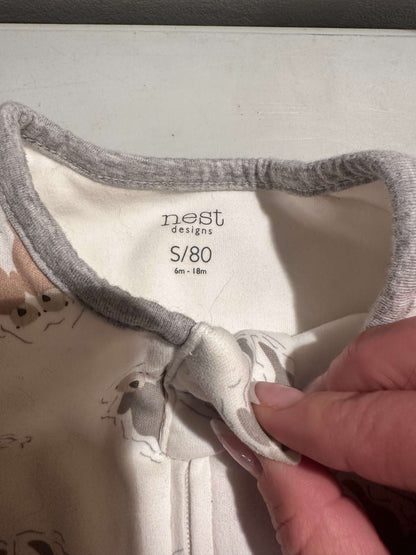 nest
designs
S/80
6m - 18m